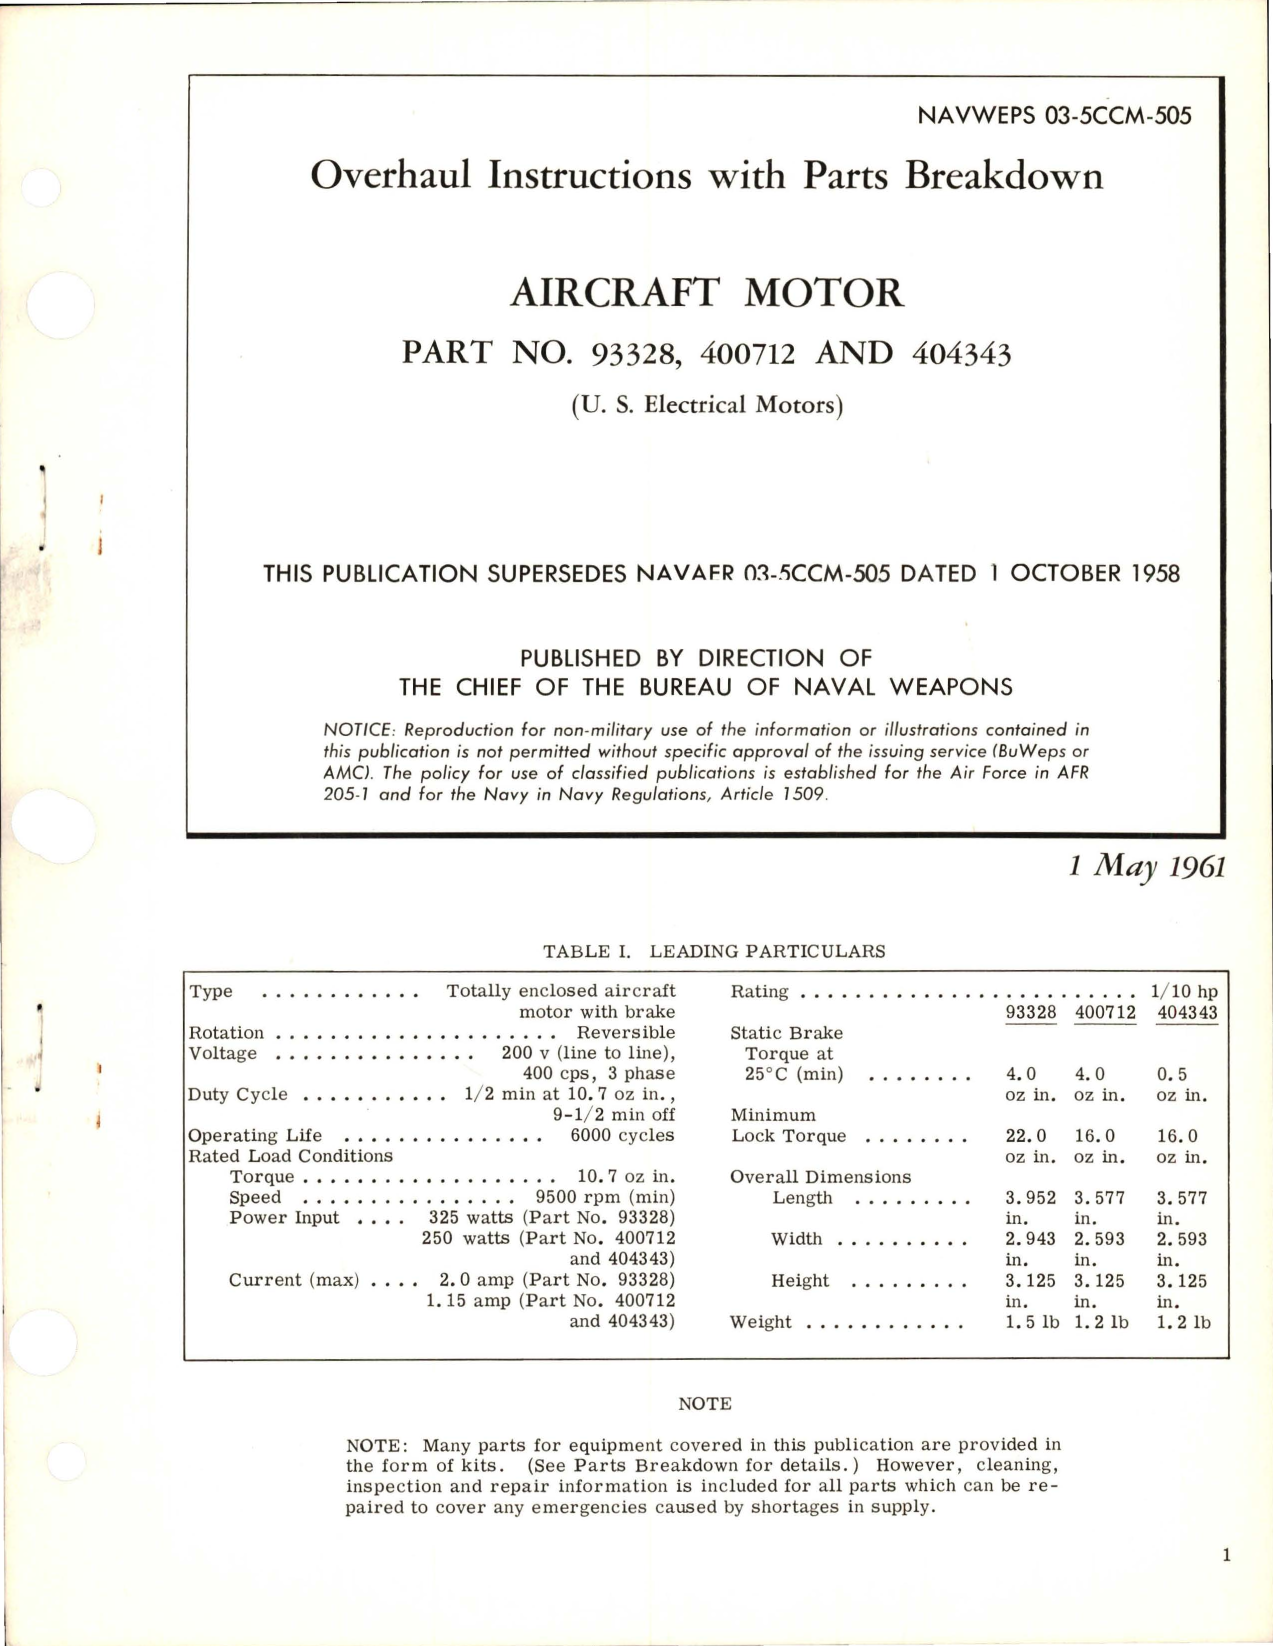 NAVWEPS 03-5CCM-505
Overhaul Instructions with Parts Breakdown
AIRCRAFT MOTOR
PART NO. 93328, 400712 AND 404343
(U. S. Electrical Motors)
THIS PUBLICATION SUPERSEDES NAVAER 03-5CCM-505 DATED 1 OCTOBER 1958
PUBLISHED BY DIRECTION OF
THE CHIEF OF THE BUREAU OF NAVAL WEAPONS
NOTICE: Reproduction for non-military use of the information or illustrations contained in
this publication is not permitted without specific approval of the issuing service (BuWeps or
AMC). The policy for use of classified publications is established for the Air Force in AFR
205-1 and for the Navy in Navy Regulations, Article 1509.
1 May 1961
TABLE I. LEADING PARTICULARS
Type . . . . . . . . . . . . Totally enclosed aircraft
motor with brake
Rotation . . . . . . . . . . . . . . . . . . . . . Reversible
Voltage . . . . . . . . . . . . . . . 200 v (line to line),
400 cps, 3 phase
Duty Cycle . . . . . . . . . . . 1/2 min at 10.7 oz in.,
9-1/2 min off
Operating Life . . . . . . . . . . . . . . . 6000 cycles
Rated Load Conditions
Torque . . . . . . . . . . . . . . . . . . . 10.7 oz in.
Speed . . . . . . . . . . . . . . . . 9500 rpm (min)
Power Input . . . . 325 watts (Part No. 93328)
250 watts (Part No. 400712
and 404343)
Current (max) . . . . 2.0 amp (Part No. 93328)
1.15 amp (Part No. 400712
and 404343)
Rating . . . . . . . . . . . . . . . . . . . . . . . . . 1/10 hp
93328 400712 404343
Static Brake
Torque at
25°C (min) . . . . . . . . 4.0 4.0 0.5
oz in. oz in. oz in.
Minimum
Lock Torque . . . . . . . . 22.0 16.0 16.0
oz in. oz in. oz in.
Overall Dimensions
Length . . . . . . . . . 3.952 3.577 3.577
in. in. in.
Width . . . . . . . . . . 2.943 2.593 2.593
in. in. in.
Height . . . . . . . . . 3.125 3.125 3.125
in. in. in.
Weight . . . . . . . . . . . . 1.5 lb 1.2 lb 1.2 lb
NOTE
NOTE: Many parts for equipment covered in this publication are provided in
the form of kits. (See Parts Breakdown for details.) However, cleaning,
inspection and repair information is included for all parts which can be re-
paired to cover any emergencies caused by shortages in supply.
1